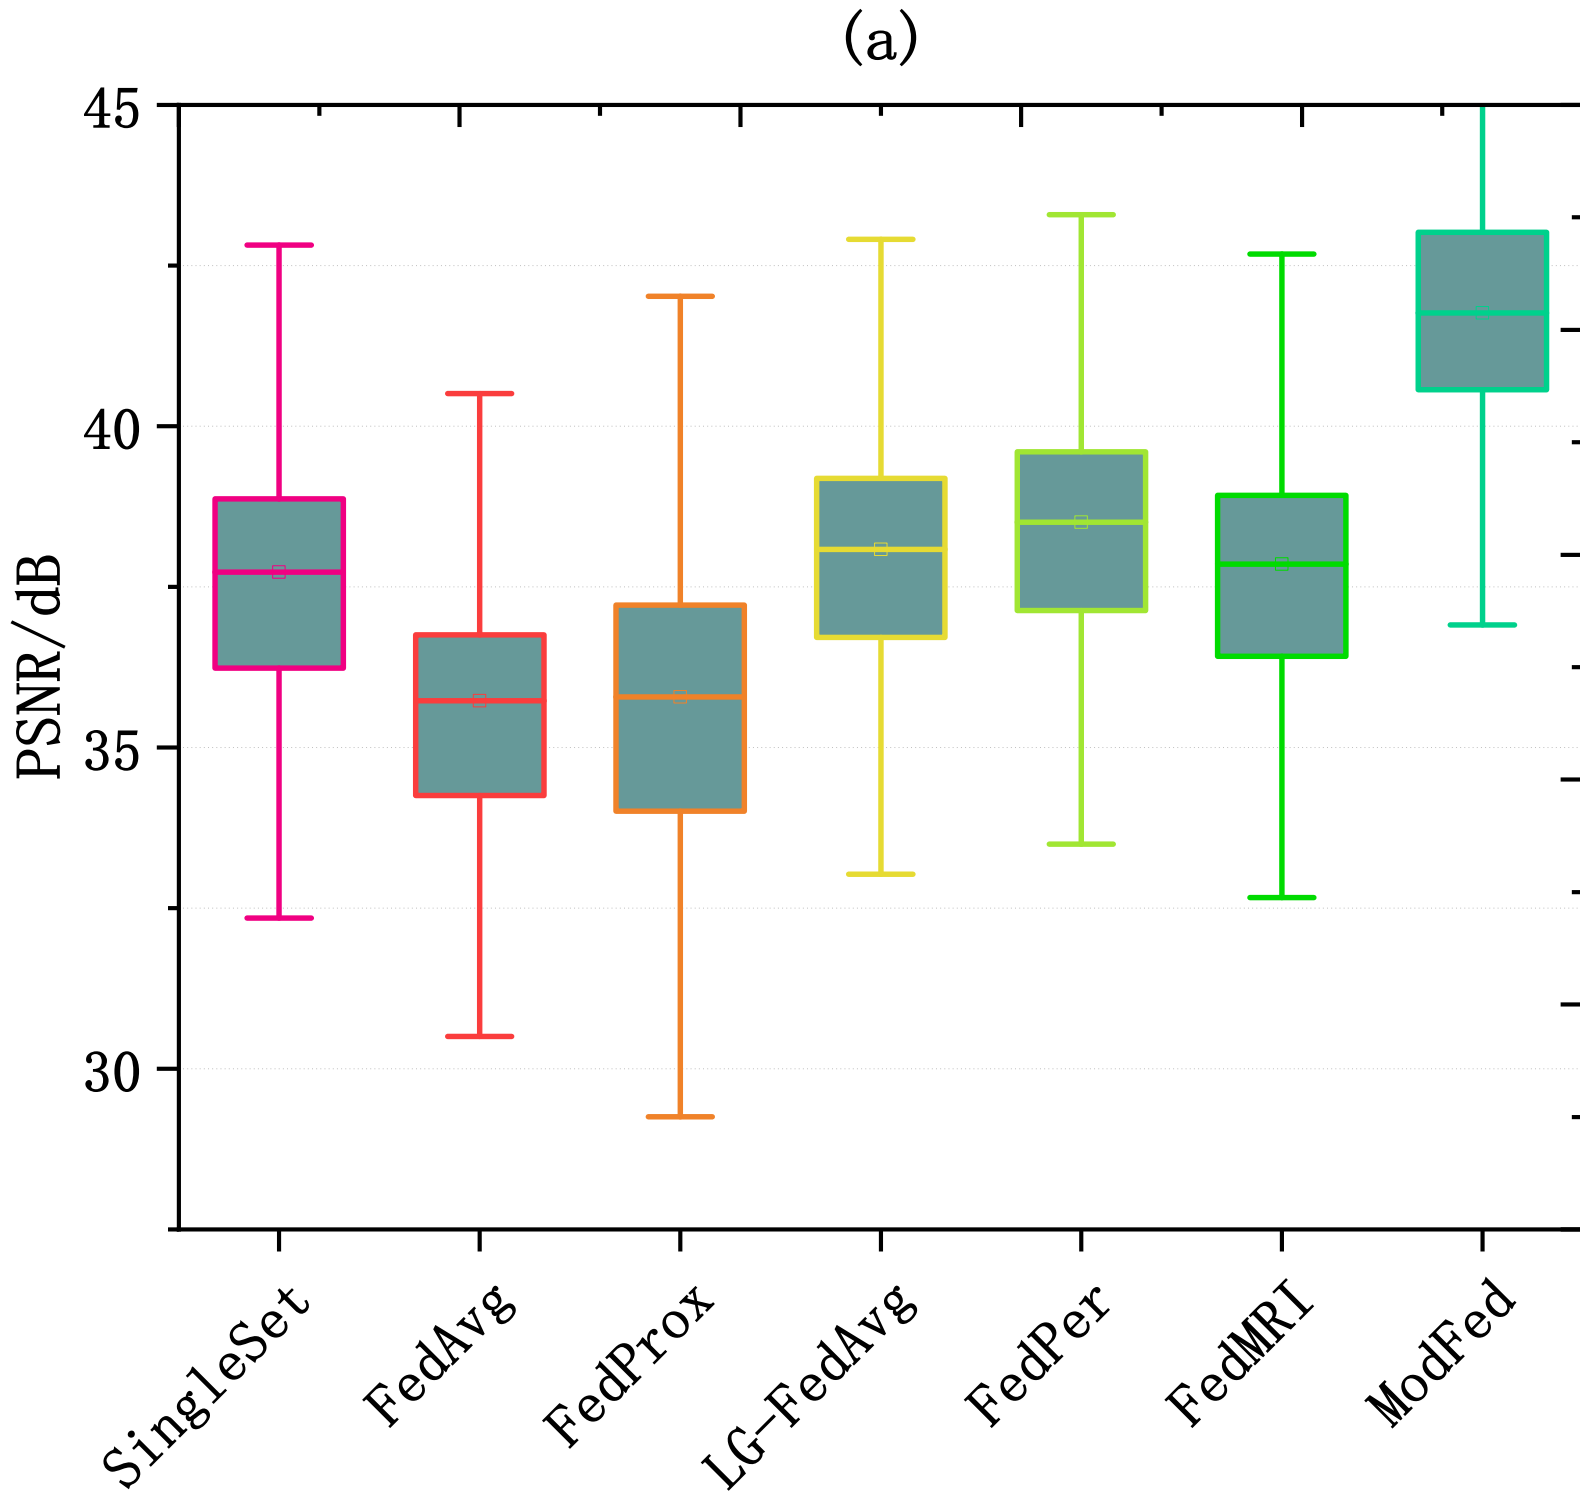 (a)
45
40
35
30
PSNR/dB
SingleSet
FedAvg
FedProx
LG-FedAvg
FedPer
FedMRI
ModFed